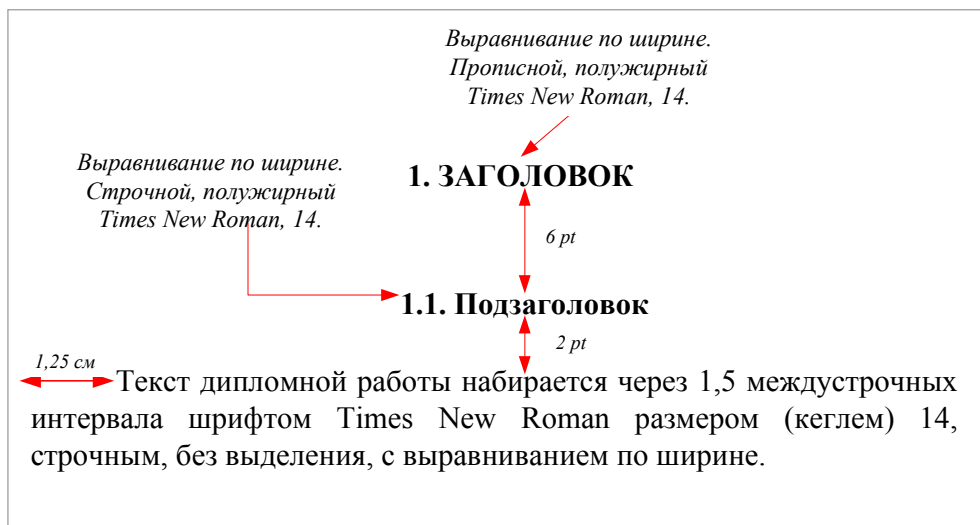 Выравнивание по ширине.
Прописной, полужирный
Times New Roman, 14.
Выравнивание по ширине.
Строчной, полужирный
Times New Roman, 14.
1. ЗАГОЛОВОК
6 pt
1.1. Подзаголовок
2 pt
1,25 см
Текст дипломной работы набирается через 1,5 междустрочных
интервала шрифтом Times New Roman размером (кеглем) 14,
строчным, без выделения, с выравниванием по ширине.